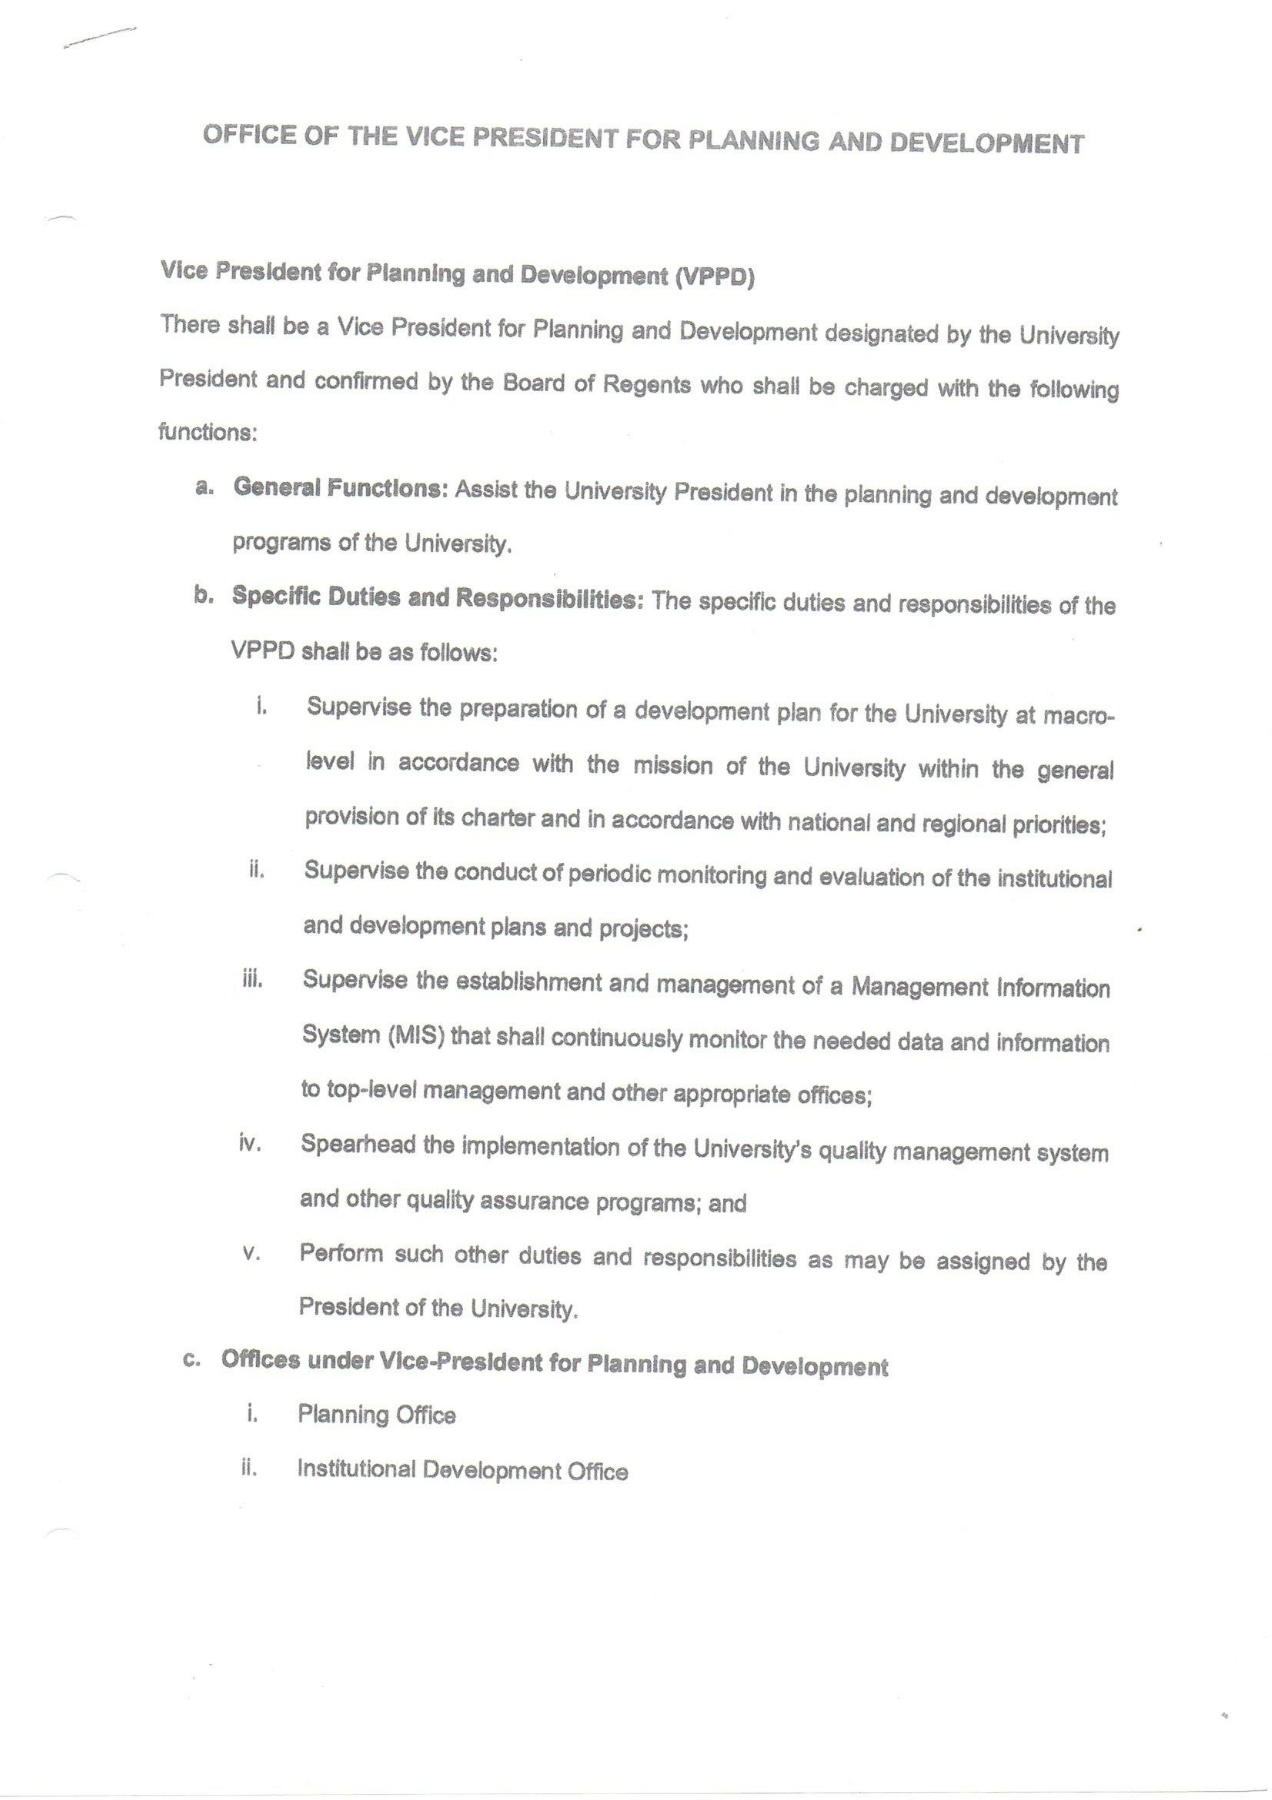 OFFICE OF THE VICE PRESIDENT FOR PLANNING AND DEVELOPMENT
Vice President for Planning and Development (VPPD)
There shall be a Vice President for Planning and Development designated by the University
President and confirmed by the Board of Regents who shall be charged with the following
functions:
a. General Functions: Assist the University President in the planning and development
programs of the University.
b. Specific Duties and Responsibilities: The specific duties and responsibilities of the
VPPD shall be as follows:
i. Supervise the preparation of a development plan for the University at macro-
level in accordance with the mission of the University within the general
provision of its charter and in accordance with national and regional priorities;
ii. Supervise the conduct of periodic monitoring and evaluation of the institutional
and development plans and projects;
iii. Supervise the establishment and management of a Management Information
System (MIS) that shall continuously monitor the needed data and information
to top-level management and other appropriate offices;
iv. Spearhead the implementation of the University's quality management system
and other quality assurance programs; and
v. Perform such other duties and responsibilities as may be assigned by the
President of the University.
c. Offices under Vice-President for Planning and Development
i. Planning Office
ii. Institutional Development Office